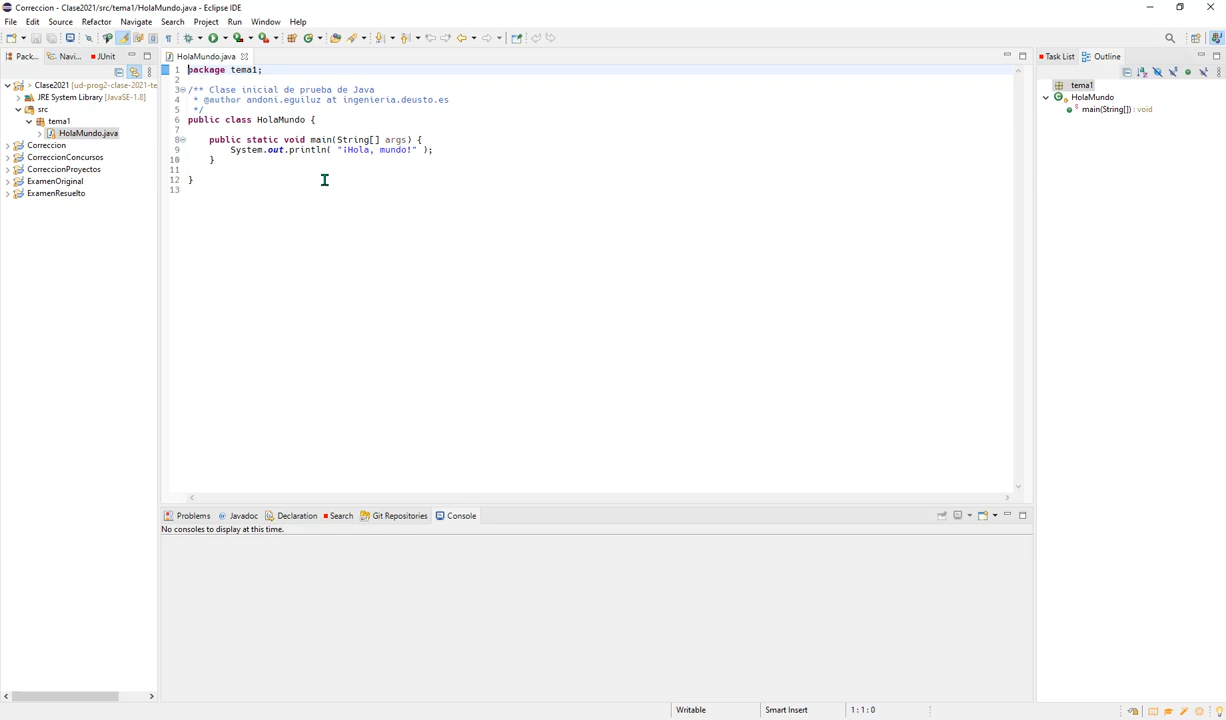 Correccion - Clase2021/src/tema1/HolaMundo.java - Eclipse IDE
File Edit Source Refactor Navigate Search Project Run Window Help
Pack... Navi... JUnit
HolaMundo.java
Task List Outline
Clase2021 [ud-prog2-clase-2021-te
JRE System Library [JavaSE-1.8]
src
tema1
HolaMundo.java
Correccion
CorreccionConcursos
CorreccionProyectos
ExamenOriginal
ExamenResuelto
1 package tema1;
2
3 /** Clase inicial de prueba de Java
4 * @author andoni.eguiluz at ingenieria.deusto.es
5 */
6 public class HolaMundo {
7
8 public static void main(String[] args) {
9 System.out.println( "¡Hola, mundo!" );
10 }
11
12 }
13
tema1
HolaMundo
main(String[]) : void
Problems Javadoc Declaration Search Git Repositories Console
No consoles to display at this time.
Writable Smart Insert 1 : 1 : 0